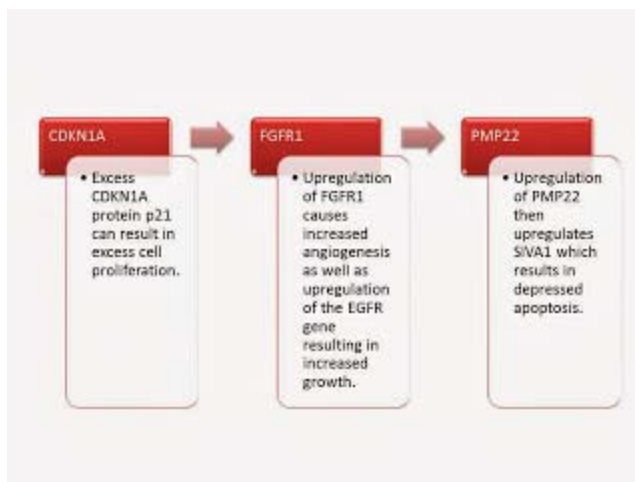 CDKN1A
• Excess
CDKN1A
protein p21
can result in
excess cell
proliferation.
FGFR1
• Upregulation
of FGFR1
causes
increased
angiogenesis
as well as
upregulation
of the EGFR
gene
resulting in
increased
growth.
PMP22
• Upregulation
of PMP22
then
upregulates
SIVA1 which
results in
depressed
apoptosis.